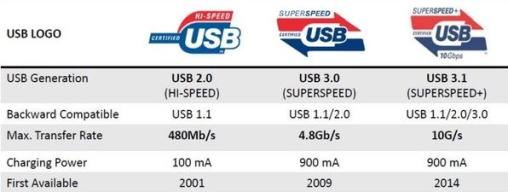 USB LOGO
HI-SPEED
CERTIFIED USB
SUPERSPEED
CERTIFIED USB
SUPERSPEED+
CERTIFIED USB
10Gbps
USB Generation USB 2.0 USB 3.0 USB 3.1
(HI-SPEED) (SUPERSPEED) (SUPERSPEED+)
Backward Compatible USB 1.1 USB 1.1/2.0 USB 1.1/2.0/3.0
Max. Transfer Rate 480Mb/s 4.8Gb/s 10G/s
Charging Power 100 mA 900 mA 900 mA
First Available 2001 2009 2014